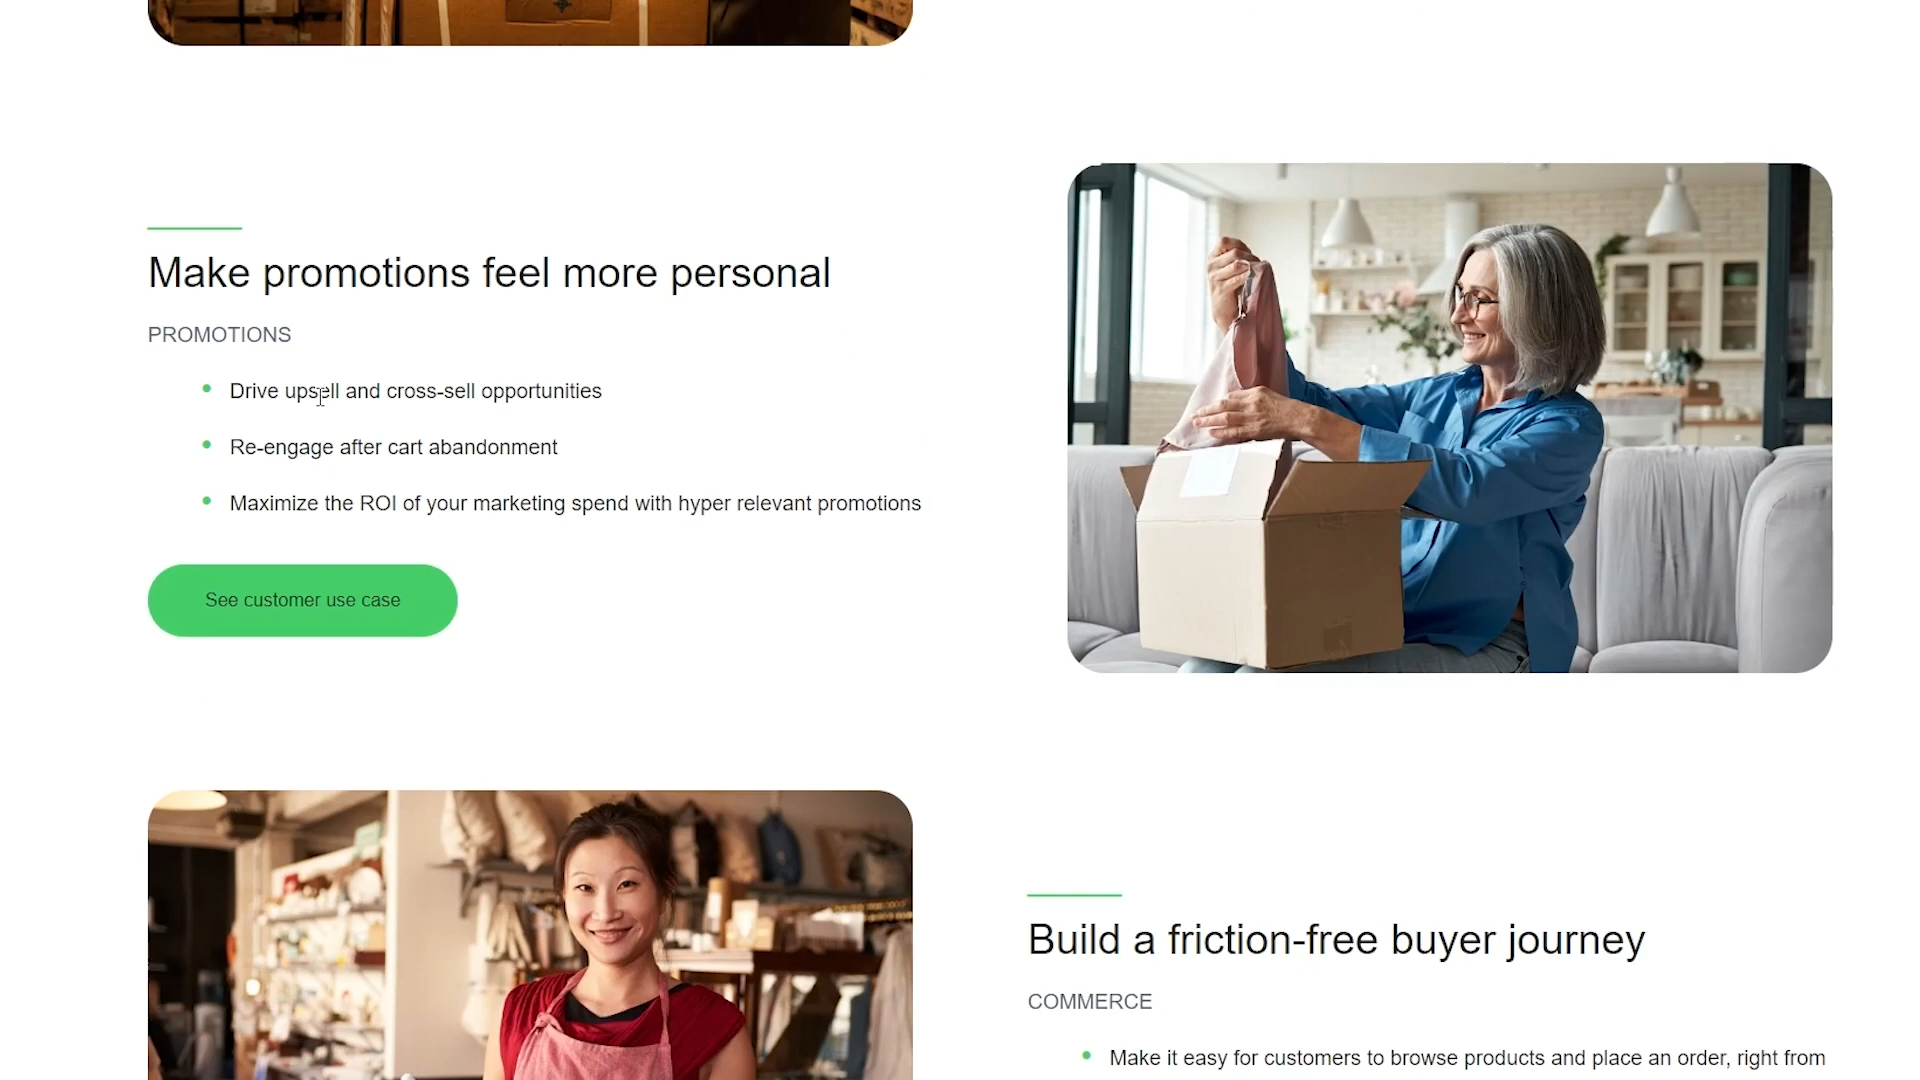 Make promotions feel more personal
PROMOTIONS
Drive upsell and cross-sell opportunities
Re-engage after cart abandonment
Maximize the ROI of your marketing spend with hyper relevant promotions
See customer use case
Build a friction-free buyer journey
COMMERCE
Make it easy for customers to browse products and place an order, right from